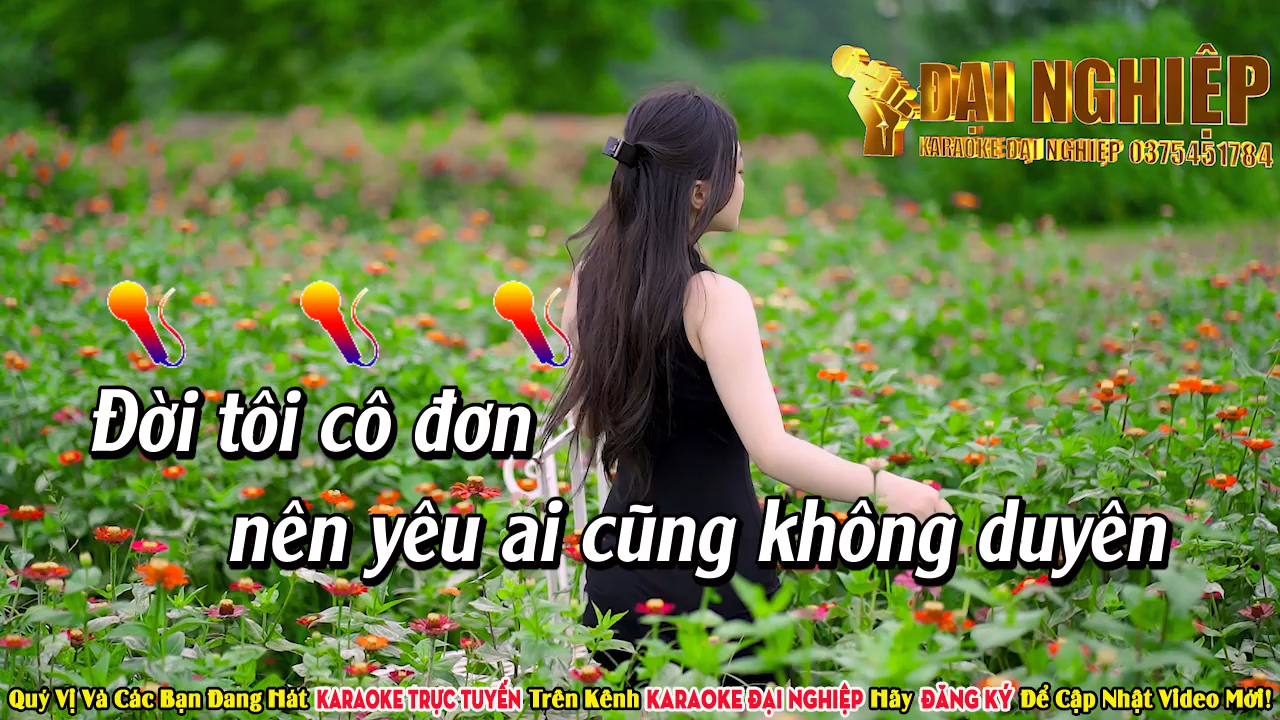 ĐẠI NGHIỆP
KARAOKE ĐẠI NGHIỆP 0375451784
Đời tôi cô đơn
nên yêu ai cũng không duyên
Quý Vị Và Các Bạn Đang Hát KARAOKE TRỰC TUYẾN Trên Kênh KARAOKE ĐẠI NGHIỆP Hãy ĐĂNG KÝ Để Cập Nhật Video Mới!